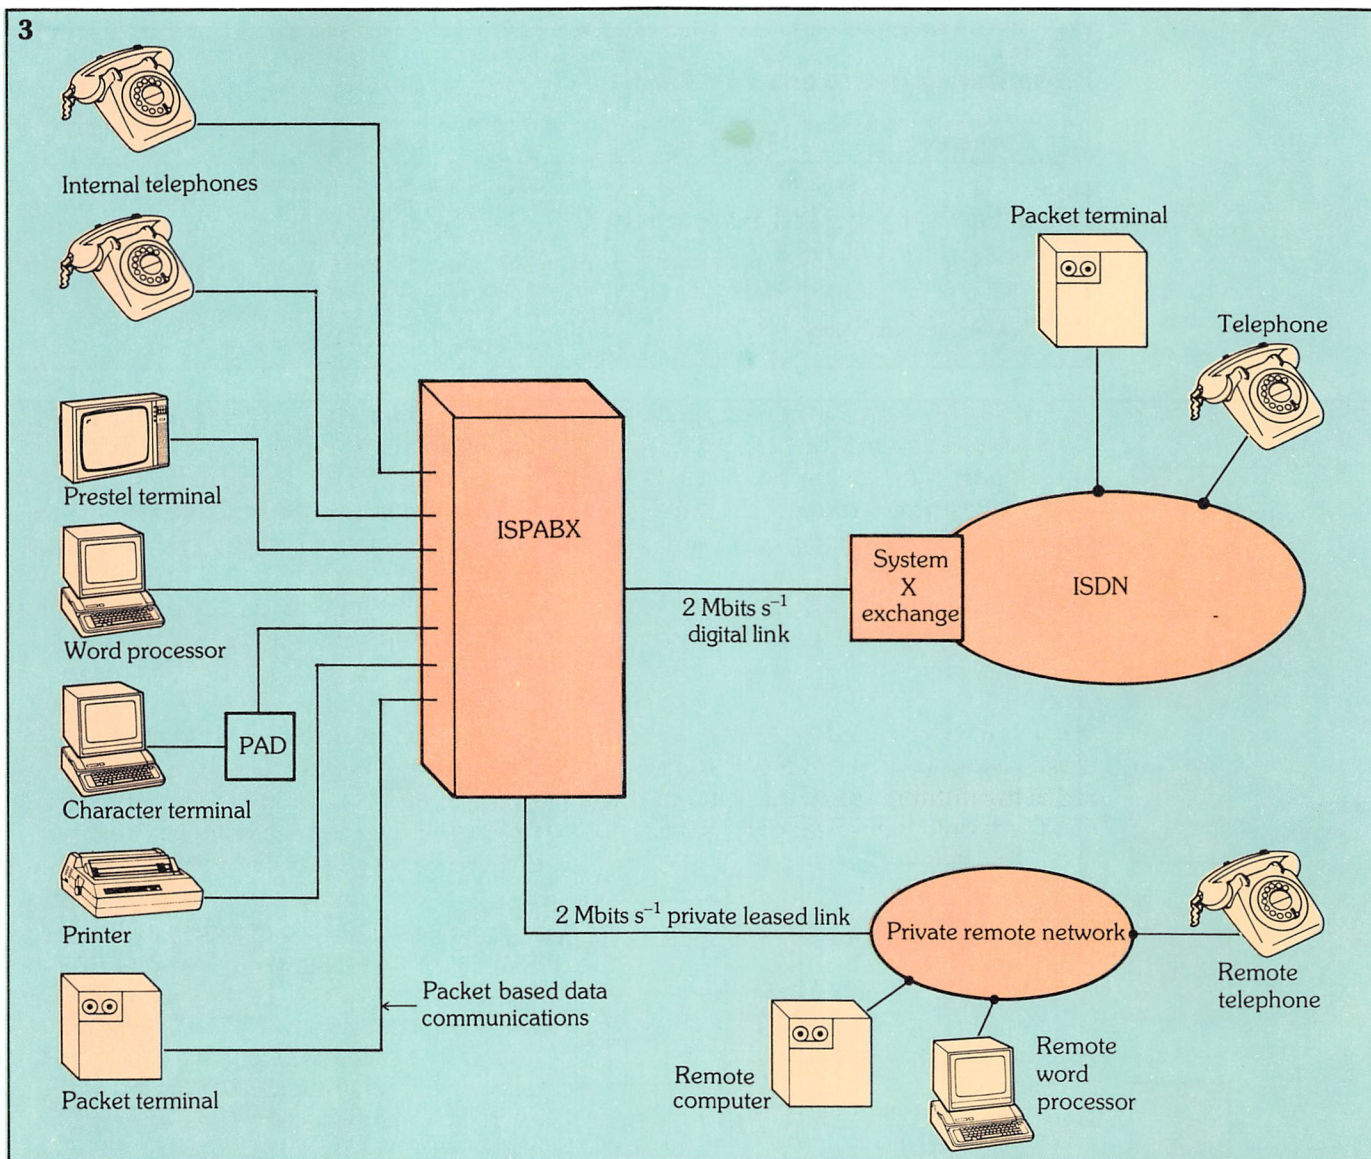 3
Internal telephones
Prestel terminal
Word processor
Character terminal
PAD
Printer
Packet terminal
Packet based data
communications
ISPABX
2 Mbits s⁻¹
digital link
System
X
exchange
ISDN
Packet terminal
Telephone
2 Mbits s⁻¹ private leased link
Private remote network
Remote
telephone
Remote
computer
Remote
word
processor